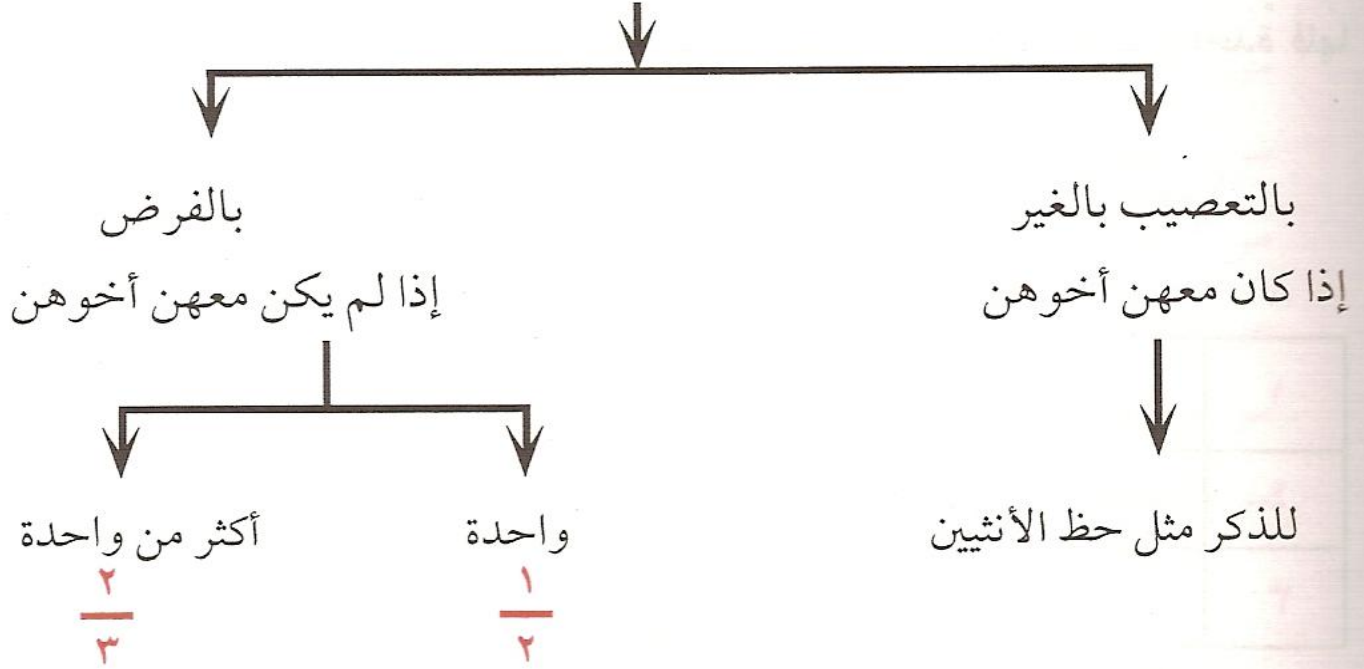 بالتعصيب بالغير
إذا كان معهن أخوهن
للذكر مثل حظ الأنثيين
بالفرض
إذا لم يكن معهن أخوهن
واحدة
١
٢
أكثر من واحدة
٢
٣